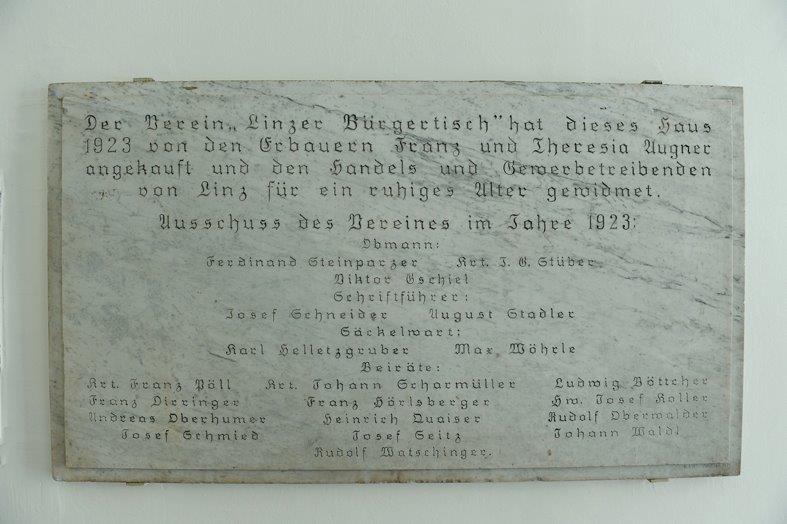 Der Verein „Linzer Bürgertisch" hat dieses Haus
1923 von den Erbauern Franz und Theresia Augner
angekauft und den Handels und Gewerbetreibenden
von Linz für ein ruhiges Alter gewidmet.
Ausschuss des Vereines im Jahre 1923:
Obmann:
Ferdinand Steinparzer Krt. J. G. Stüber
Viktor Gschiel
Schriftführer:
Josef Schneider August Stadler
Säckelwart:
Karl Helletzgruber Max Wöhrle
Beiräte:
Krt. Franz Pöll Krt. Johann Scharmüller Ludwig Böttcher
Franz Dirringer Franz Hörlsberger Hw. Josef Koller
Andreas Oberhumer Heinrich Quaiser Rudolf Oberwalder
Josef Schmied Josef Seitz Johann Waldl
Rudolf Watschinger.